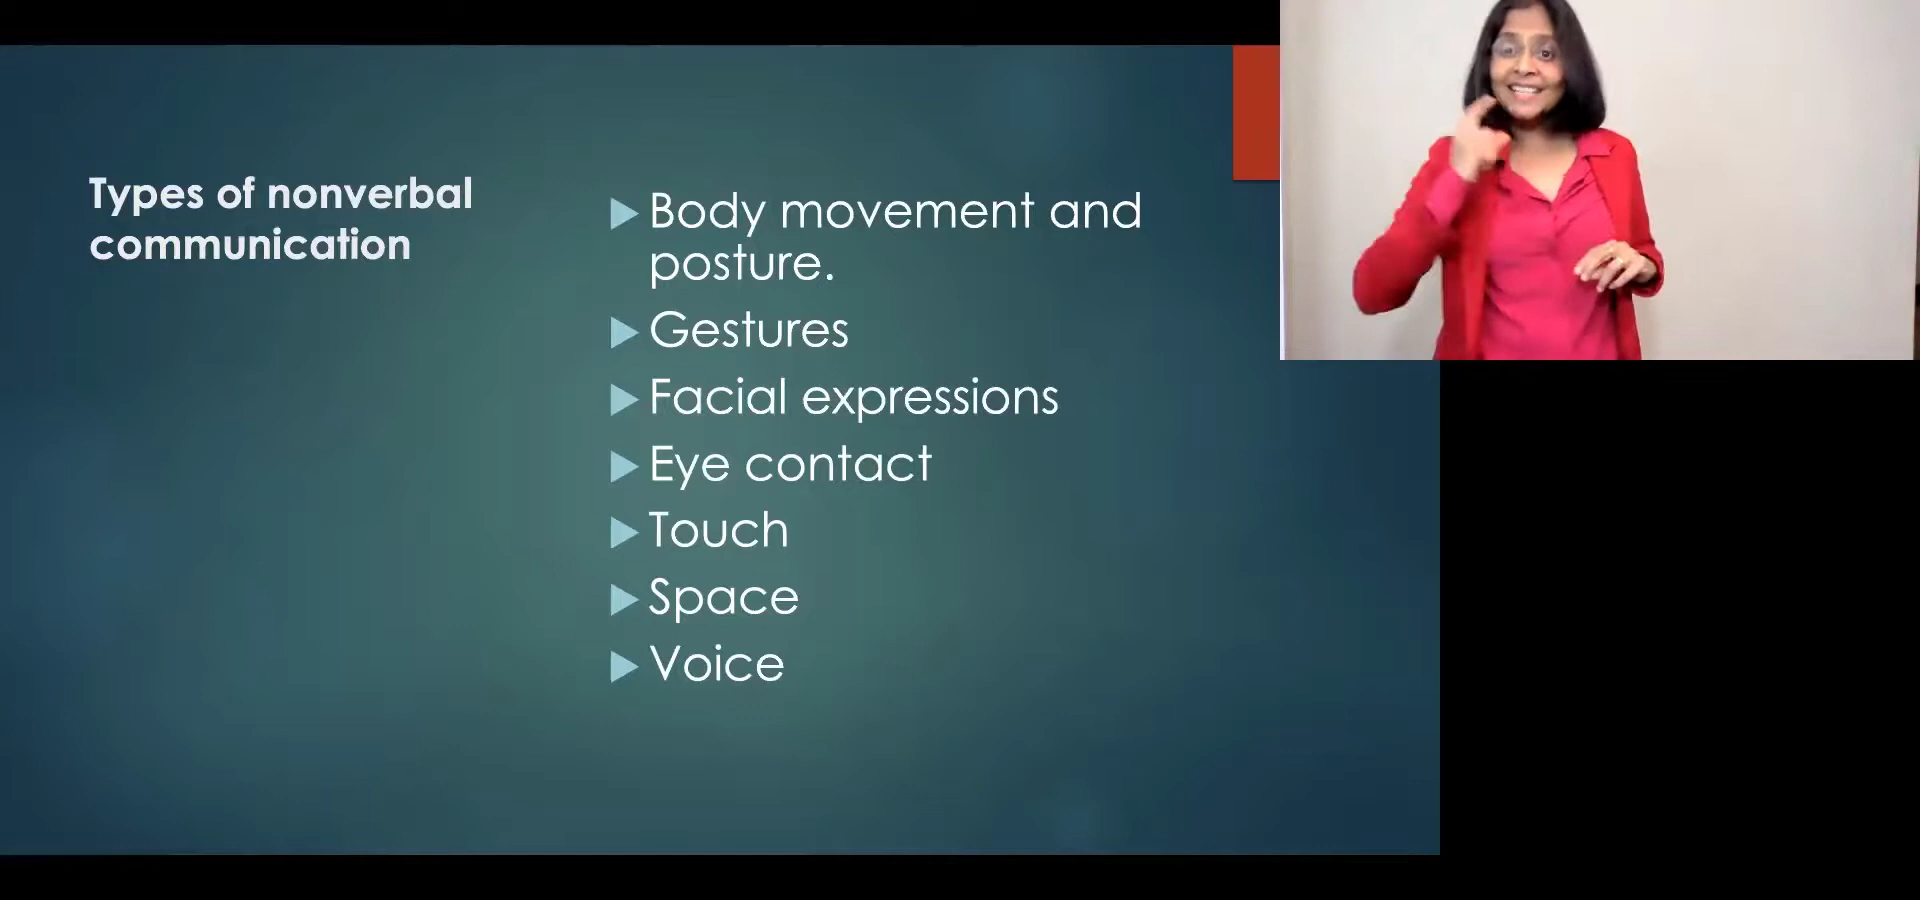 Types of nonverbal
communication
Body movement and
posture.
Gestures
Facial expressions
Eye contact
Touch
Space
Voice